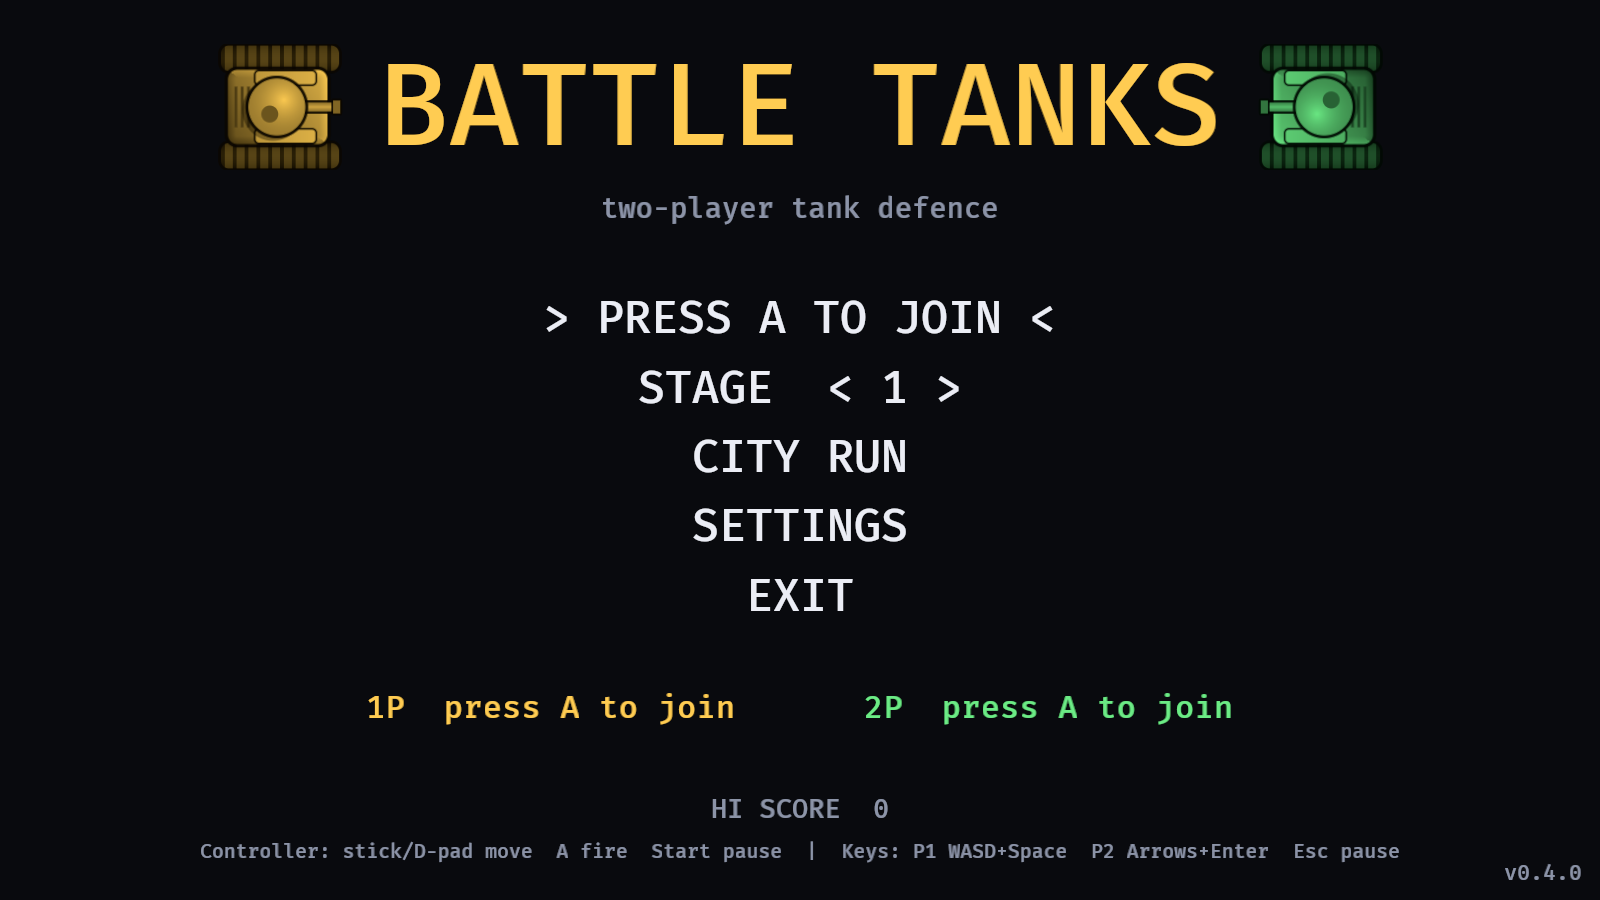 BATTLE TANKS
two-player tank defence
> PRESS A TO JOIN <
STAGE < 1 >
CITY RUN
SETTINGS
EXIT
1P press A to join 2P press A to join
HI SCORE 0
Controller: stick/D-pad move A fire Start pause | Keys: P1 WASD+Space P2 Arrows+Enter Esc pause
v0.4.0